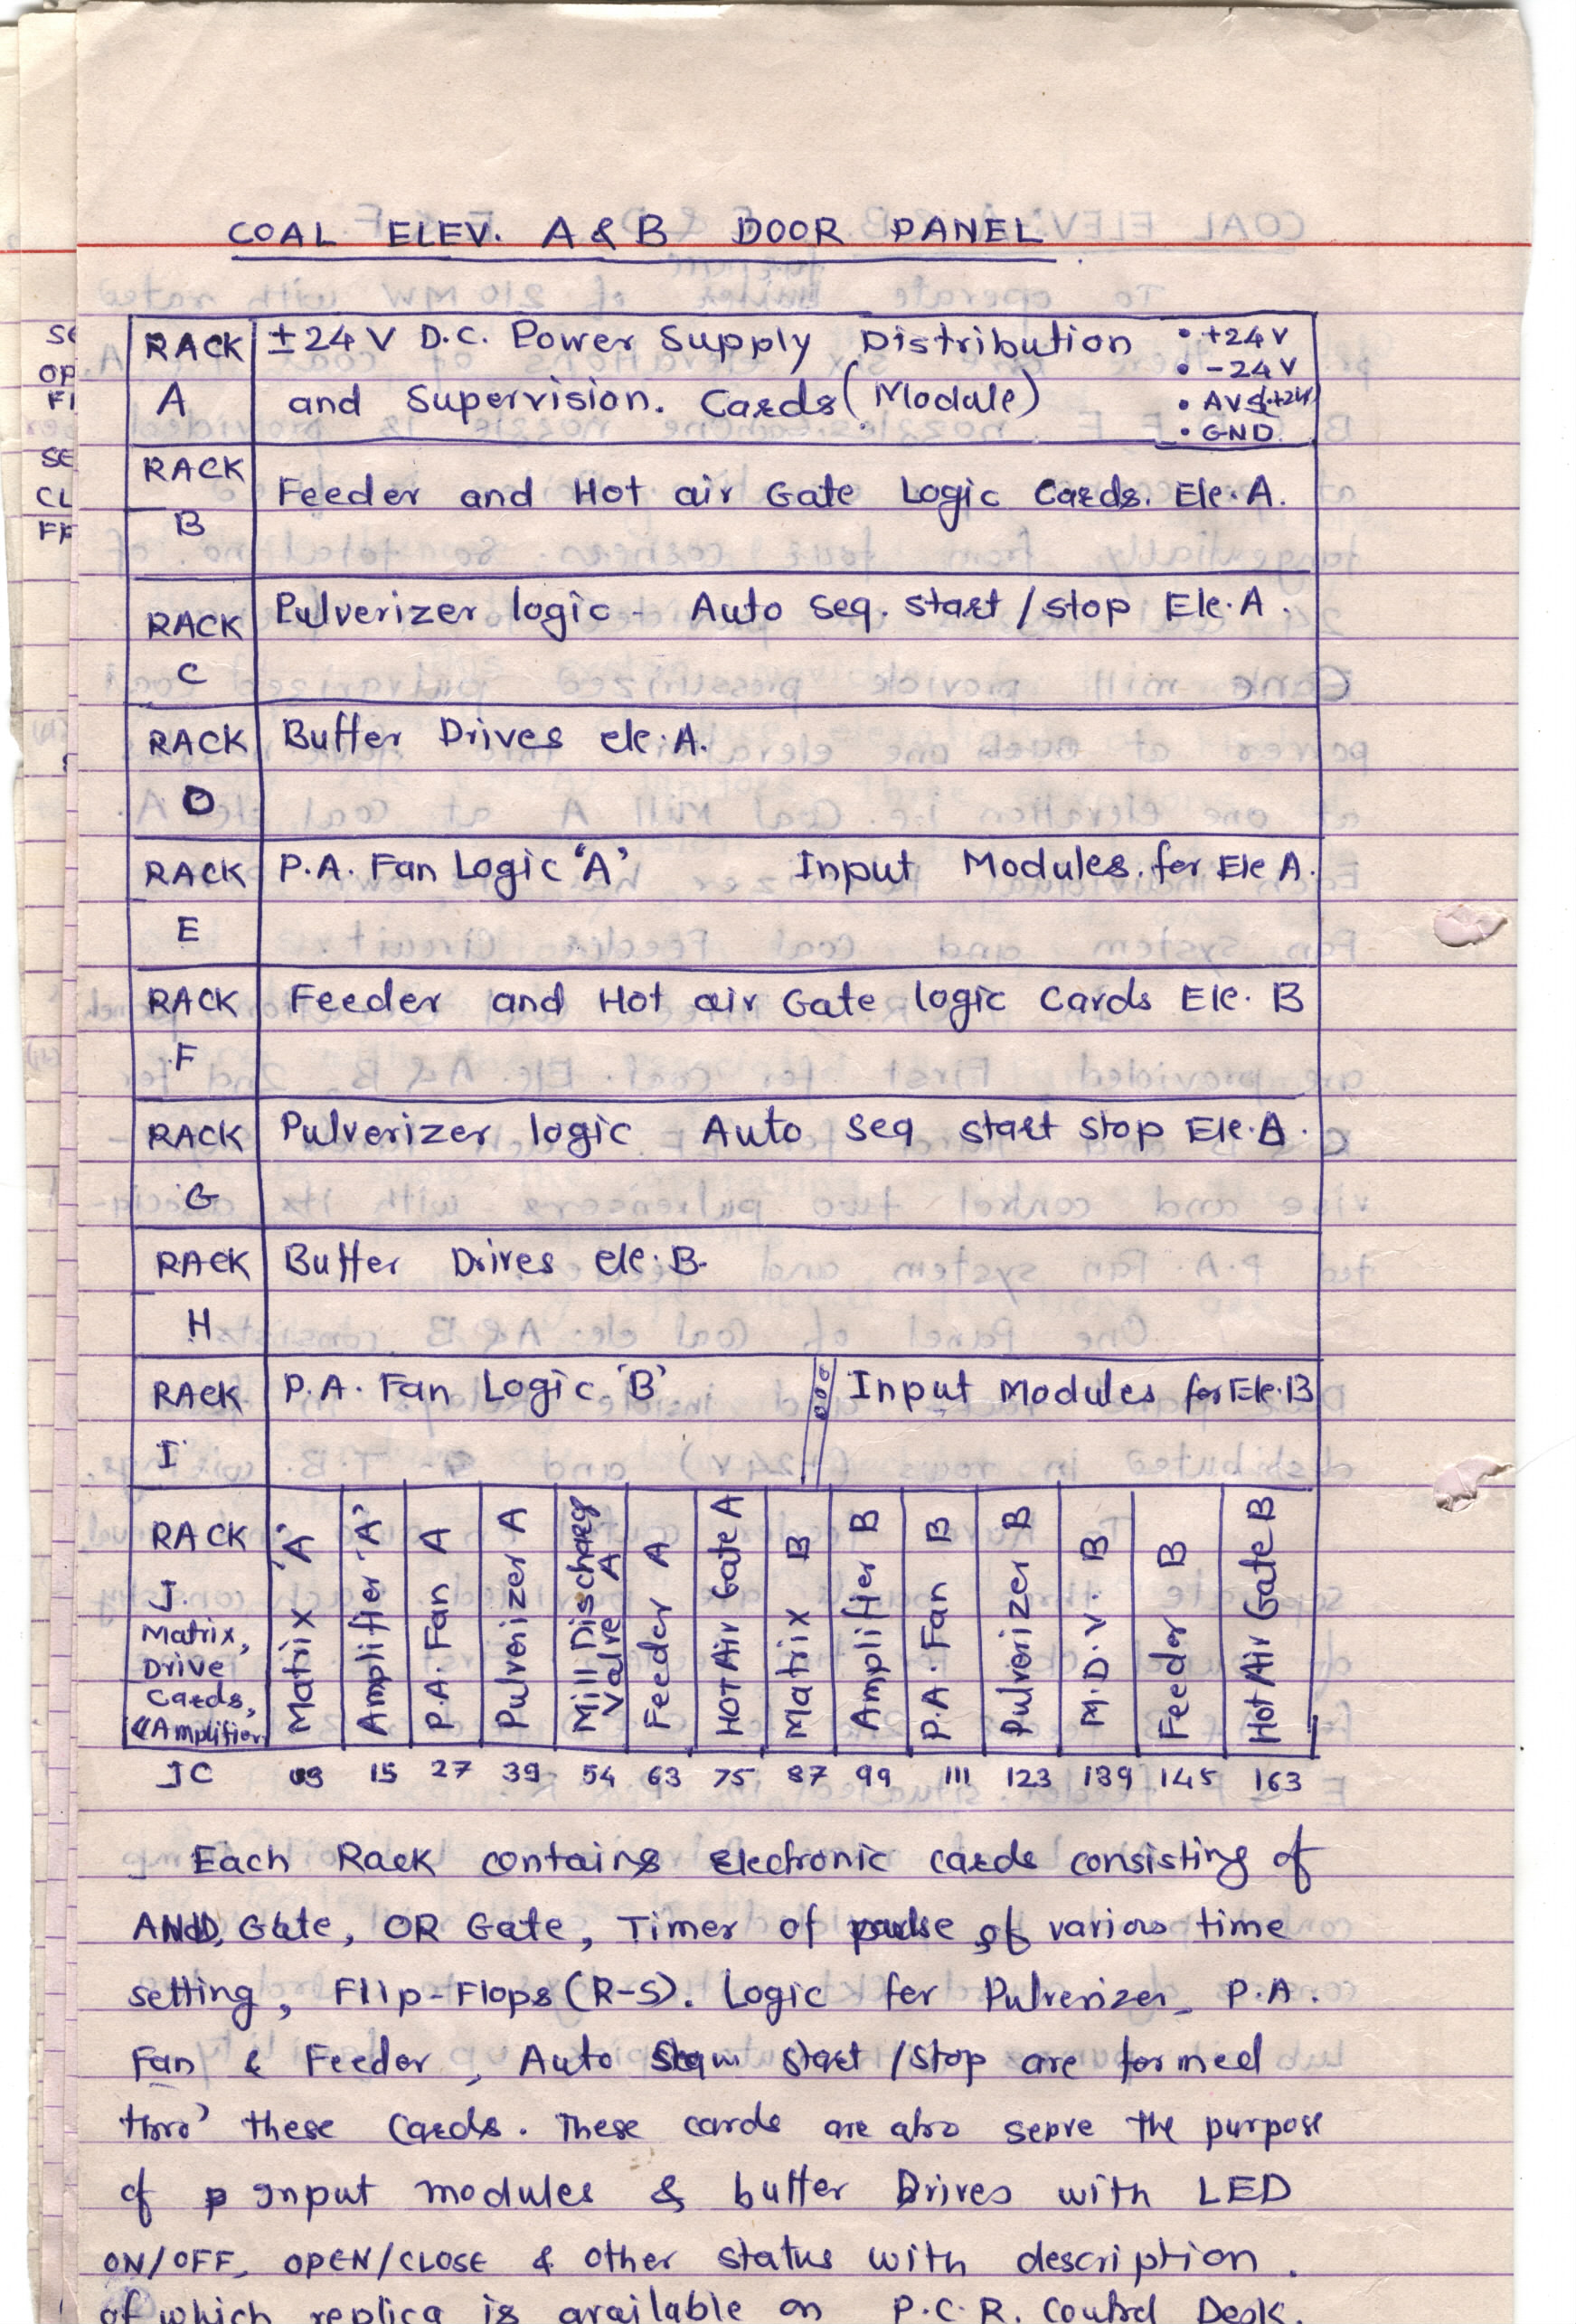 COAL ELEV. A & B DOOR PANEL
RACK A
±24 V D.C. Power Supply Distribution
and Supervision. Cards (Module)
• +24 V
• -24 V
• AVS(+24V)
• GND
RACK B
Feeder and Hot air Gate Logic Cards. Ele. A.
RACK C
Pulverizer logic - Auto Seq. start / stop Ele. A.
RACK D
Buffer Drives ele. A.
RACK E
P.A. Fan Logic 'A' Input Modules. for Ele A.
RACK F
Feeder and Hot air Gate logic Cards Ele. B
RACK G
Pulverizer logic Auto seq start stop Ele. B.
RACK H
Buffer Drives ele. B.
RACK I
P.A. Fan Logic 'B' Input Modules for Ele. B
RACK
J.
Matrix,
Drive
Cards,
& Amplifier
Matrix 'A'
Amplifier 'A'
P.A. Fan A
Pulverizer A
Mill Discharg
Valve A
Feeder A
HOT Air Gate A
Matrix B
Amplifier B
P.A. Fan B
Pulverizer B
M.D.V. B
Feeder B
Hot Air Gate B
JC 03 15 27 39 54 63 75 87 99 111 123 139 145 163
Each Rack contains Electronic cards consisting of
AND, Gate, OR Gate, Timer of pulse of various time
setting, Flip-Flops (R-S). Logic for Pulverizer, P.A.
Fan & Feeder, Auto start / stop are formed
thro' these Cards. These cards are also serve the purpose
of Input modules & buffer Drives with LED
ON/OFF, OPEN/CLOSE & other status with description.
of which replica is available on P.C.R. Control Desk.
SE
CL